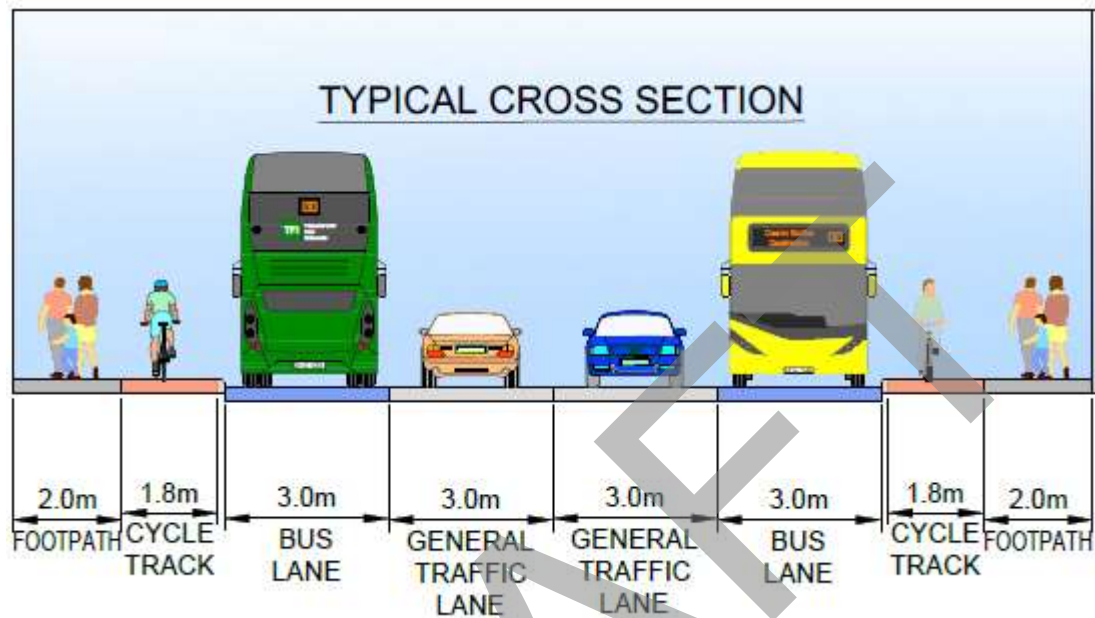 TYPICAL CROSS SECTION
TFI
2.0m
1.8m
3.0m
3.0m
3.0m
3.0m
1.8m
2.0m
FOOTPATH
CYCLE
TRACK
BUS
LANE
GENERAL
TRAFFIC
LANE
GENERAL
TRAFFIC
LANE
BUS
LANE
CYCLE
TRACK
FOOTPATH